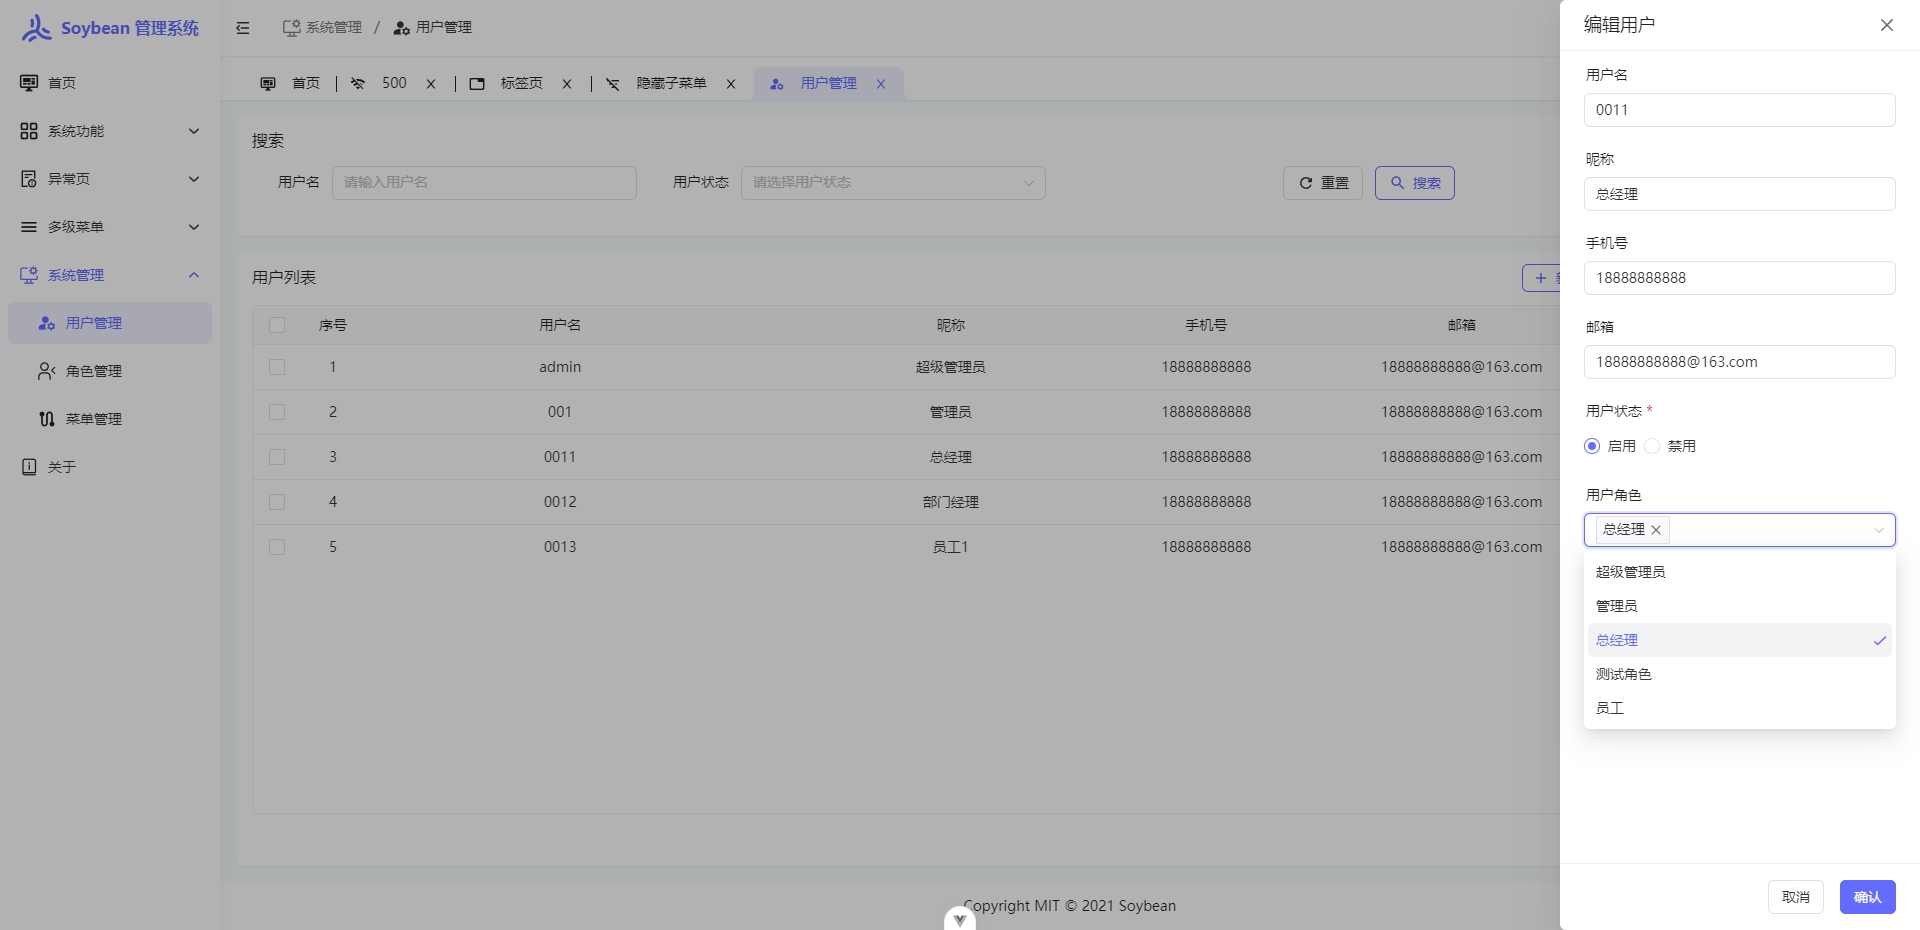 Soybean 管理系统
系统管理 / 用户管理
编辑用户
首页
系统功能
异常页
多级菜单
系统管理
用户管理
角色管理
菜单管理
关于
首页 500 标签页 隐藏子菜单 用户管理
搜索
用户名 请输入用户名 用户状态 请选择用户状态 重置 搜索
用户列表
序号 用户名 昵称 手机号 邮箱
1 admin 超级管理员 18888888888 18888888888@163.com
2 001 管理员 18888888888 18888888888@163.com
3 0011 总经理 18888888888 18888888888@163.com
4 0012 部门经理 18888888888 18888888888@163.com
5 0013 员工1 18888888888 18888888888@163.com
Copyright MIT © 2021 Soybean
用户名
0011
昵称
总经理
手机号
18888888888
邮箱
18888888888@163.com
用户状态 *
启用 禁用
用户角色
总经理
超级管理员
管理员
总经理
测试角色
员工
取消 确认